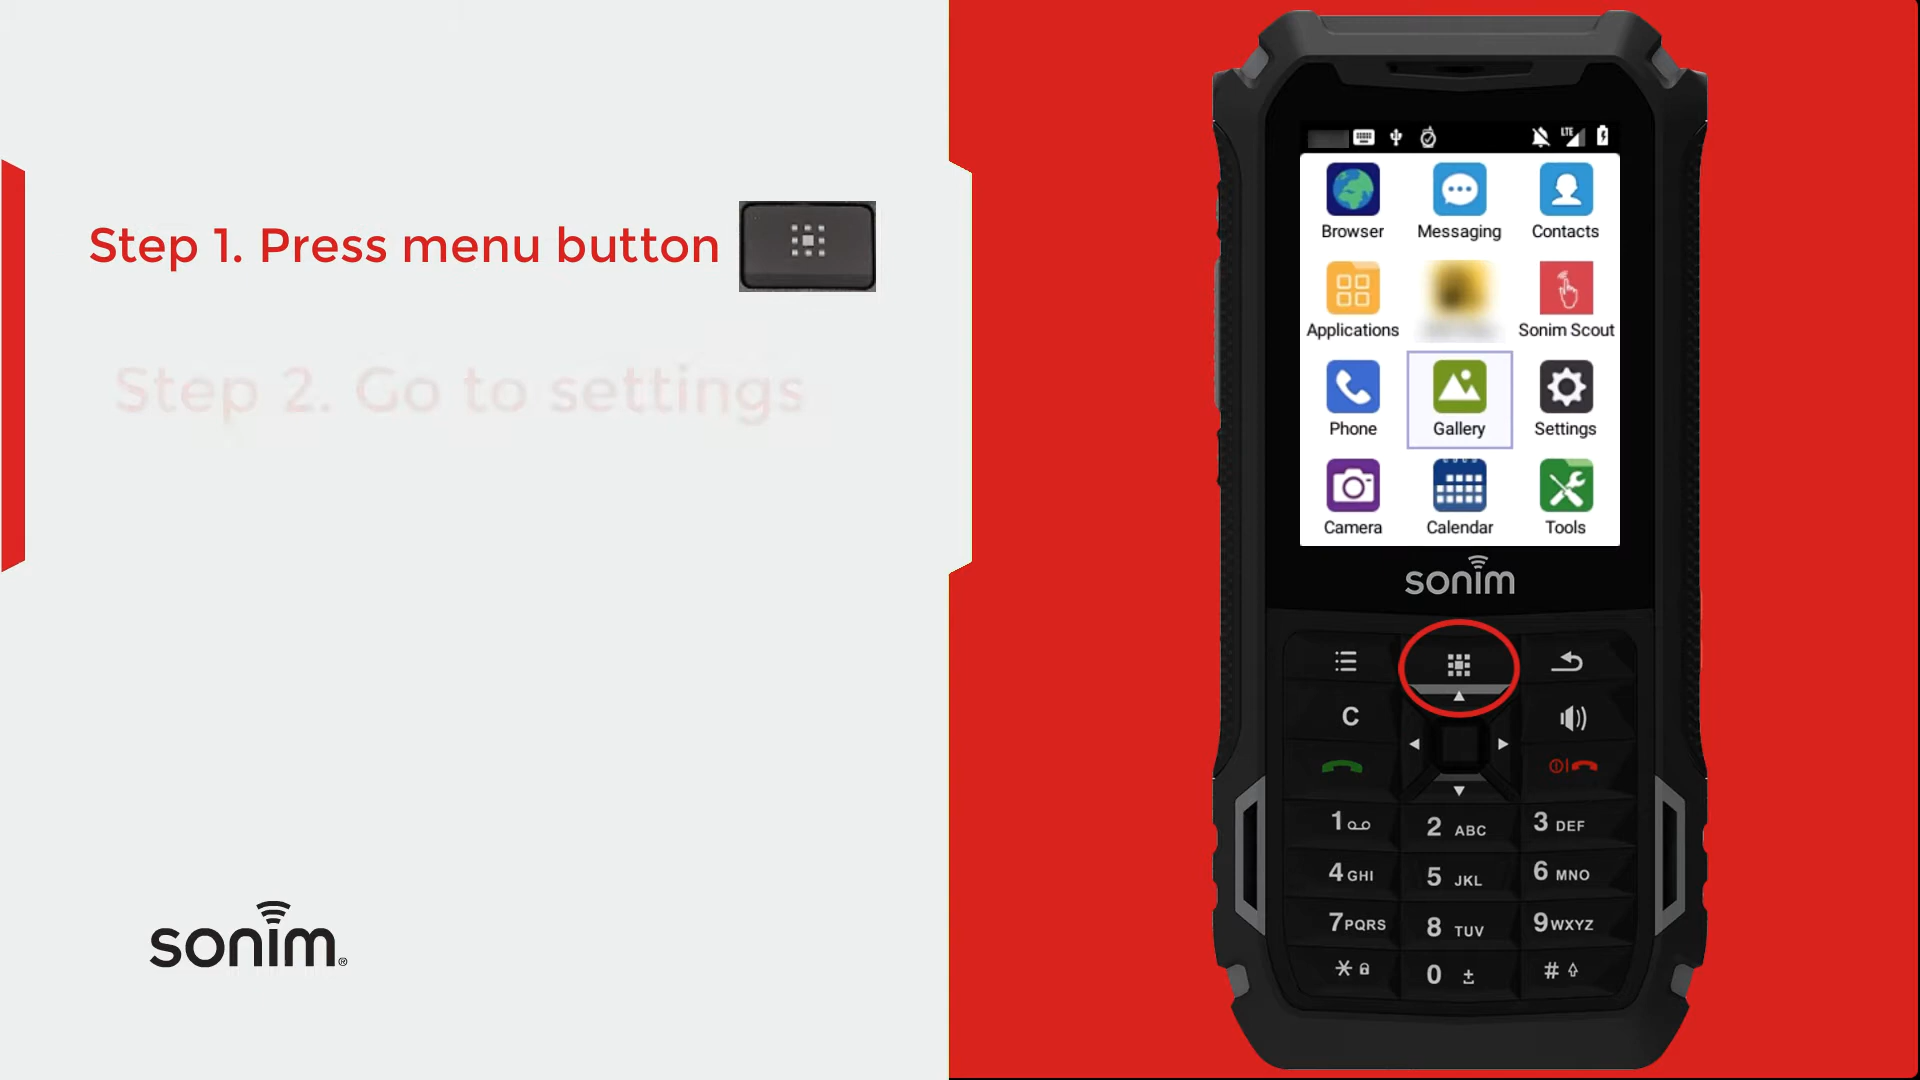 Step 1. Press menu button
Step 2. Go to settings
sonim®
LTE
Browser Messaging Contacts
Applications Sonim Scout
Phone Gallery Settings
Camera Calendar Tools
sonim
C
1 2 ABC 3 DEF
4 GHI 5 JKL 6 MNO
7 PQRS 8 TUV 9 WXYZ
* 0 ± #